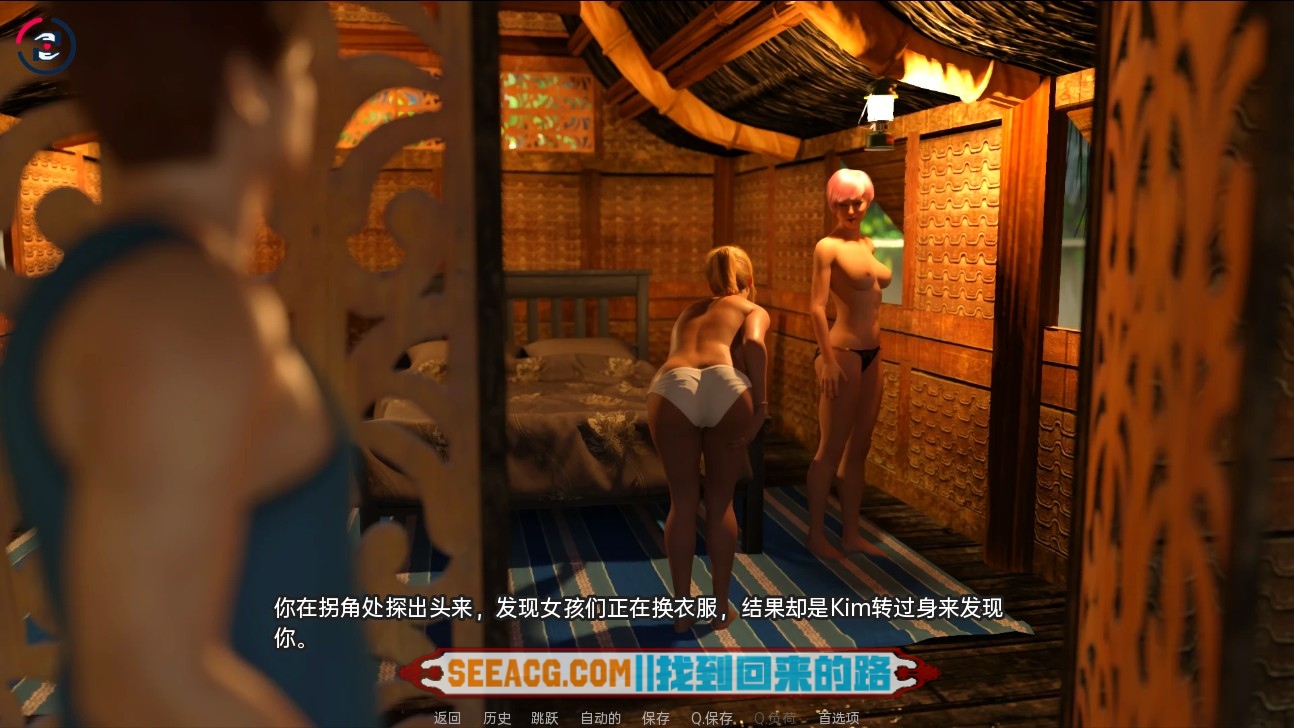 你在拐角处探出头来，发现女孩们正在换衣服，结果却是Kim转过身来发现
你。
SEEACG.COM||找到回来的路
返回 历史 跳跃 自动的 保存 Q.保存 Q.负荷 首选项